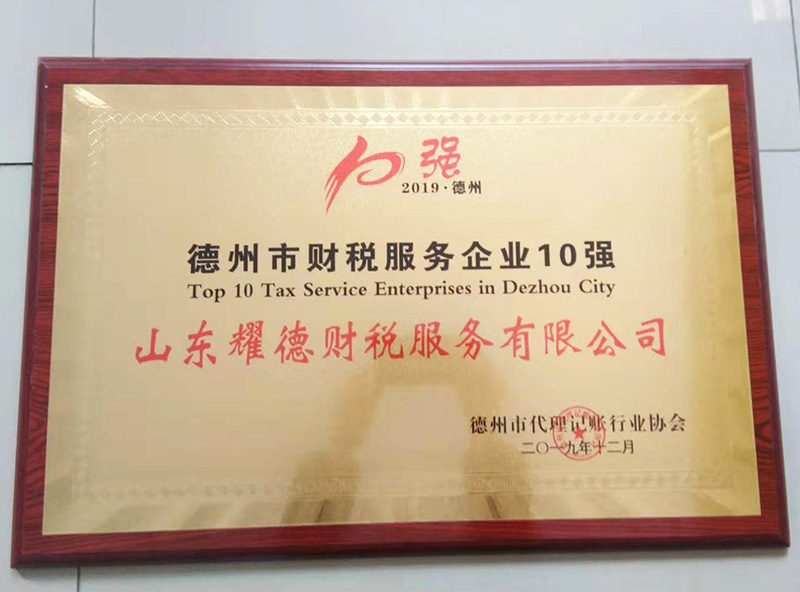 10强
2019·德州
德州市财税服务企业10强
Top 10 Tax Service Enterprises in Dezhou City
山东耀德财税服务有限公司
德州市代理记账行业协会
二〇一九年十二月